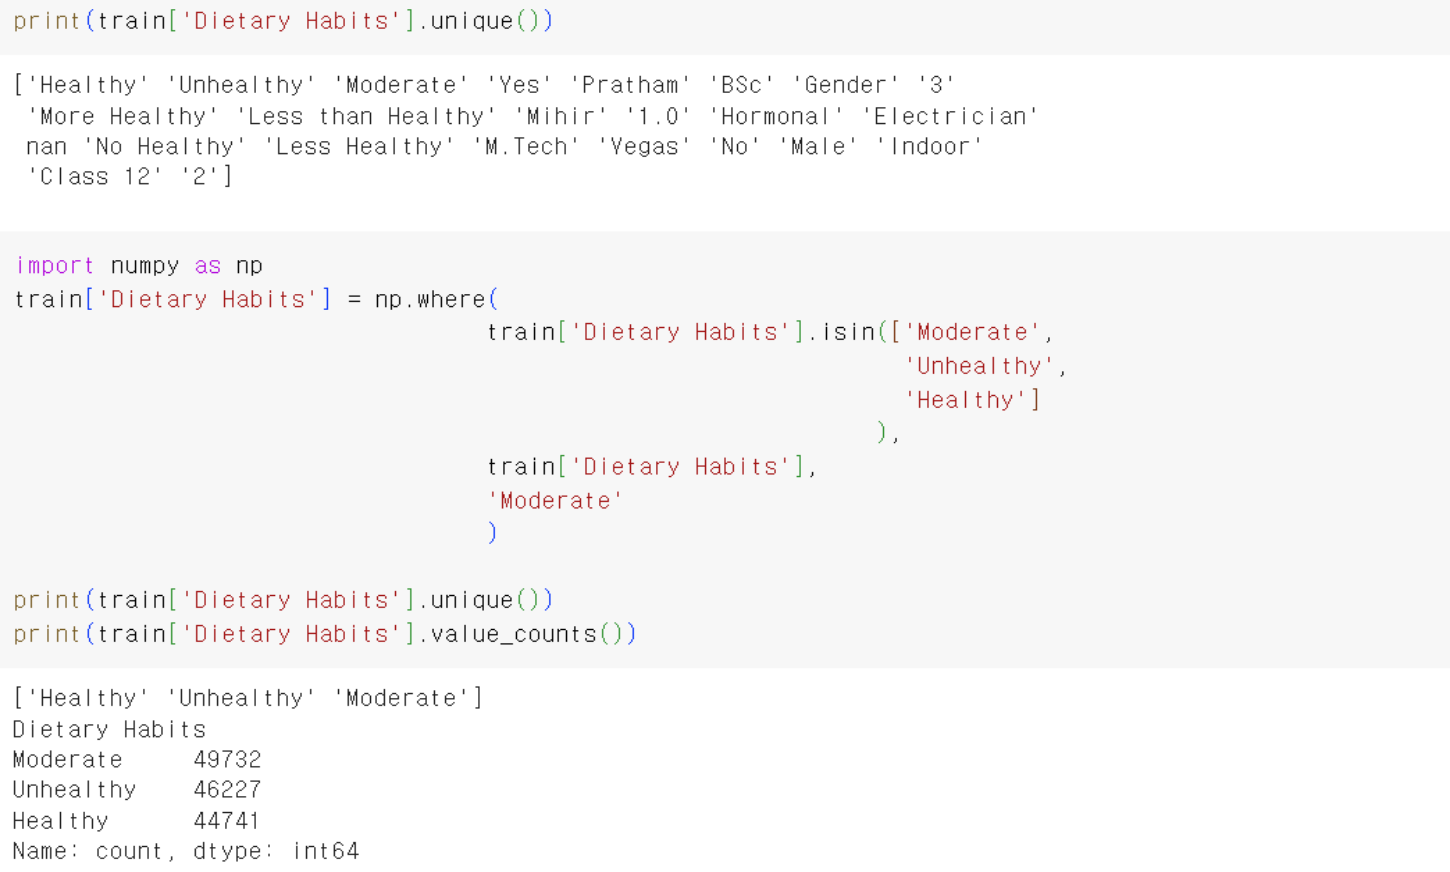 print(train['Dietary Habits'].unique())
['Healthy' 'Unhealthy' 'Moderate' 'Yes' 'Pratham' 'BSc' 'Gender' '3'
'More Healthy' 'Less than Healthy' 'Mihir' '1.0' 'Hormonal' 'Electrician'
nan 'No Healthy' 'Less Healthy' 'M.Tech' 'Vegas' 'No' 'Male' 'Indoor'
'Class 12' '2']
import numpy as np
train['Dietary Habits'] = np.where(
train['Dietary Habits'].isin(['Moderate',
'Unhealthy',
'Healthy']
),
train['Dietary Habits'],
'Moderate'
)
print(train['Dietary Habits'].unique())
print(train['Dietary Habits'].value_counts())
['Healthy' 'Unhealthy' 'Moderate']
Dietary Habits
Moderate     49732
Unhealthy    46227
Healthy      44741
Name: count, dtype: int64